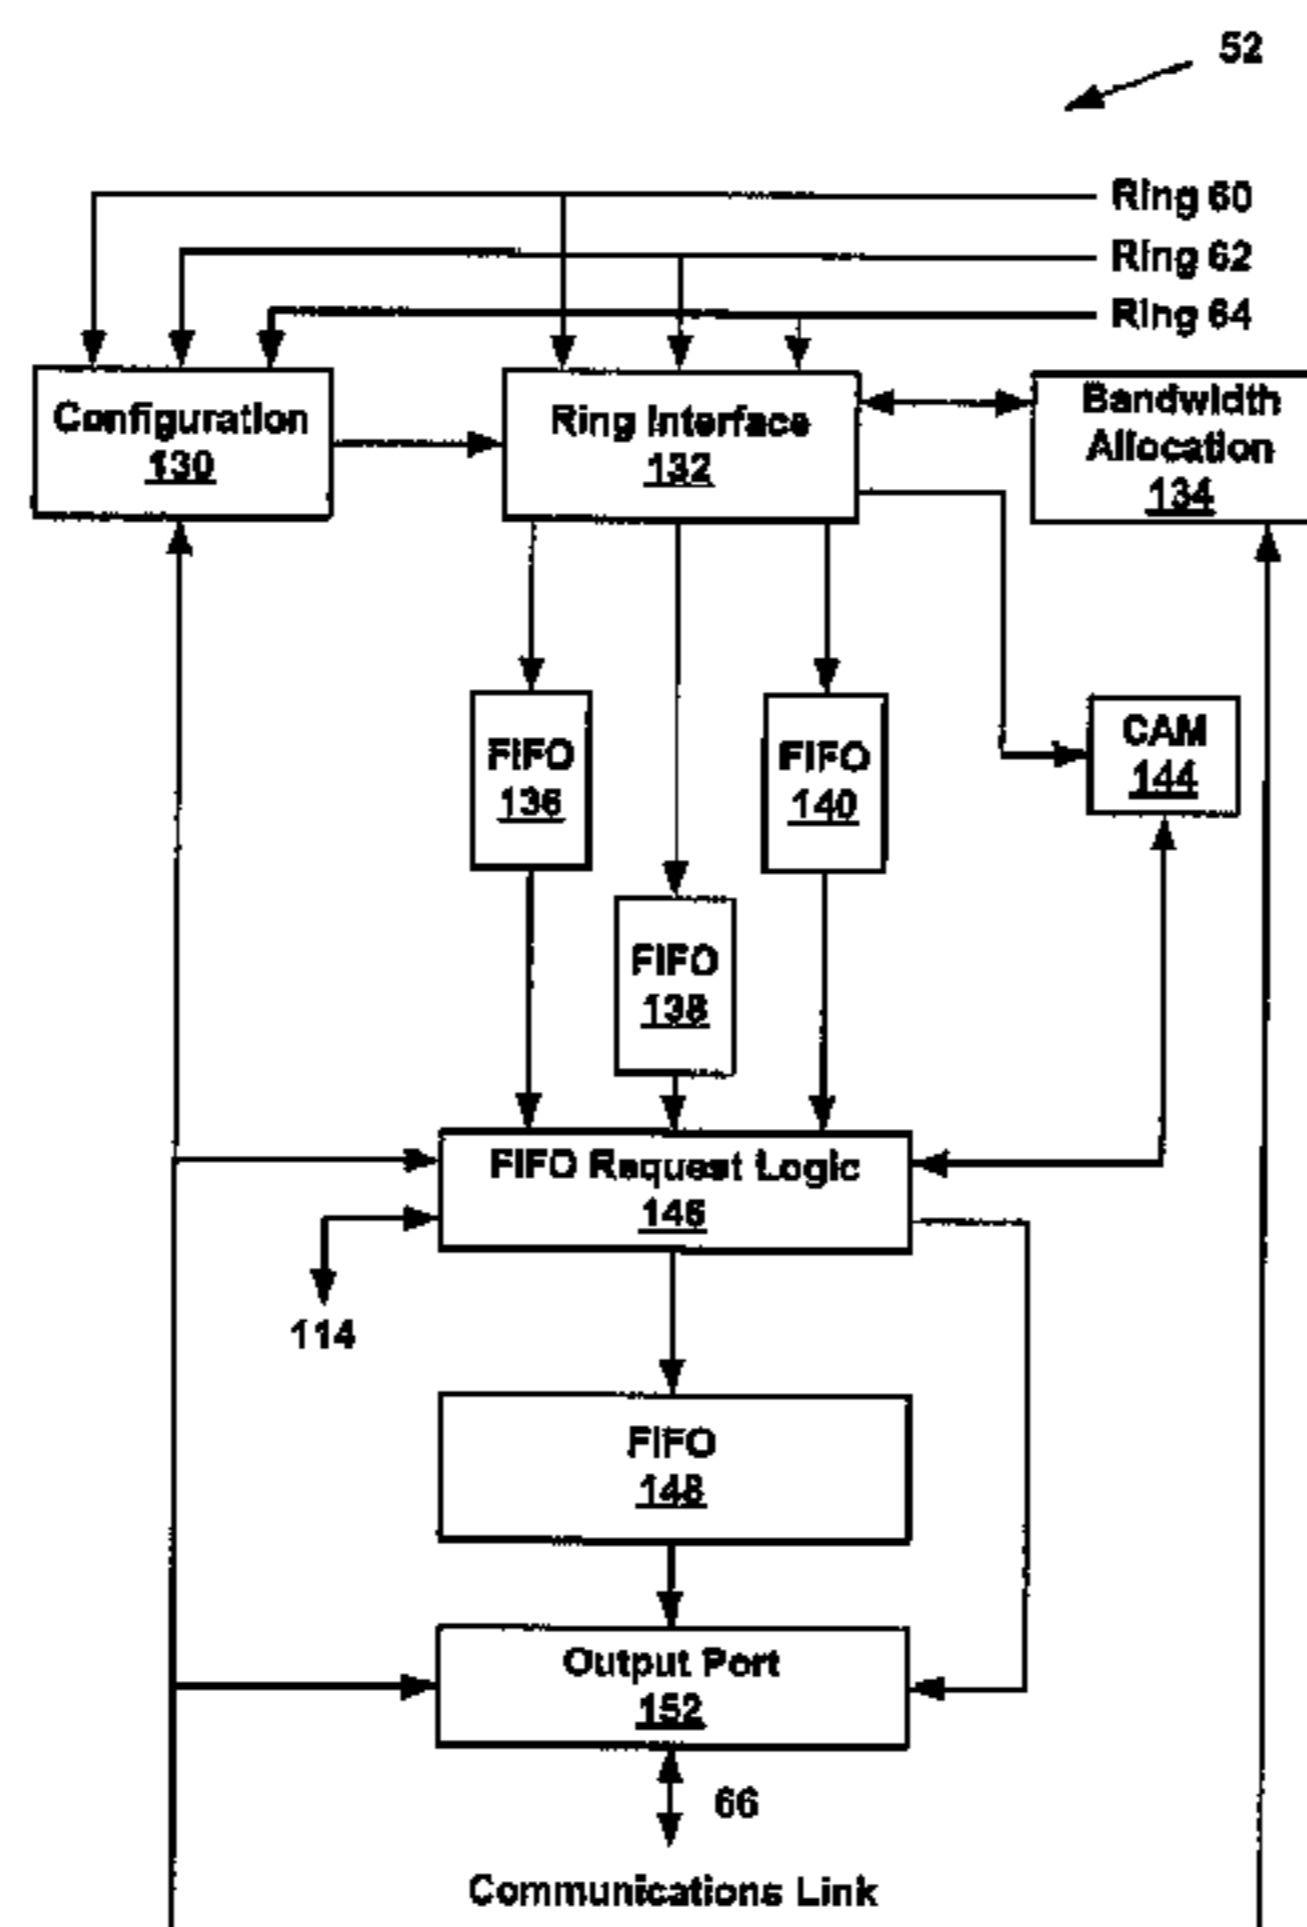 52
Ring 60
Ring 62
Ring 64
Configuration
130
Ring Interface
132
Bandwidth
Allocation
134
FIFO
136
FIFO
140
CAM
144
FIFO
138
FIFO Request Logic
146
114
FIFO
148
Output Port
152
66
Communications Link